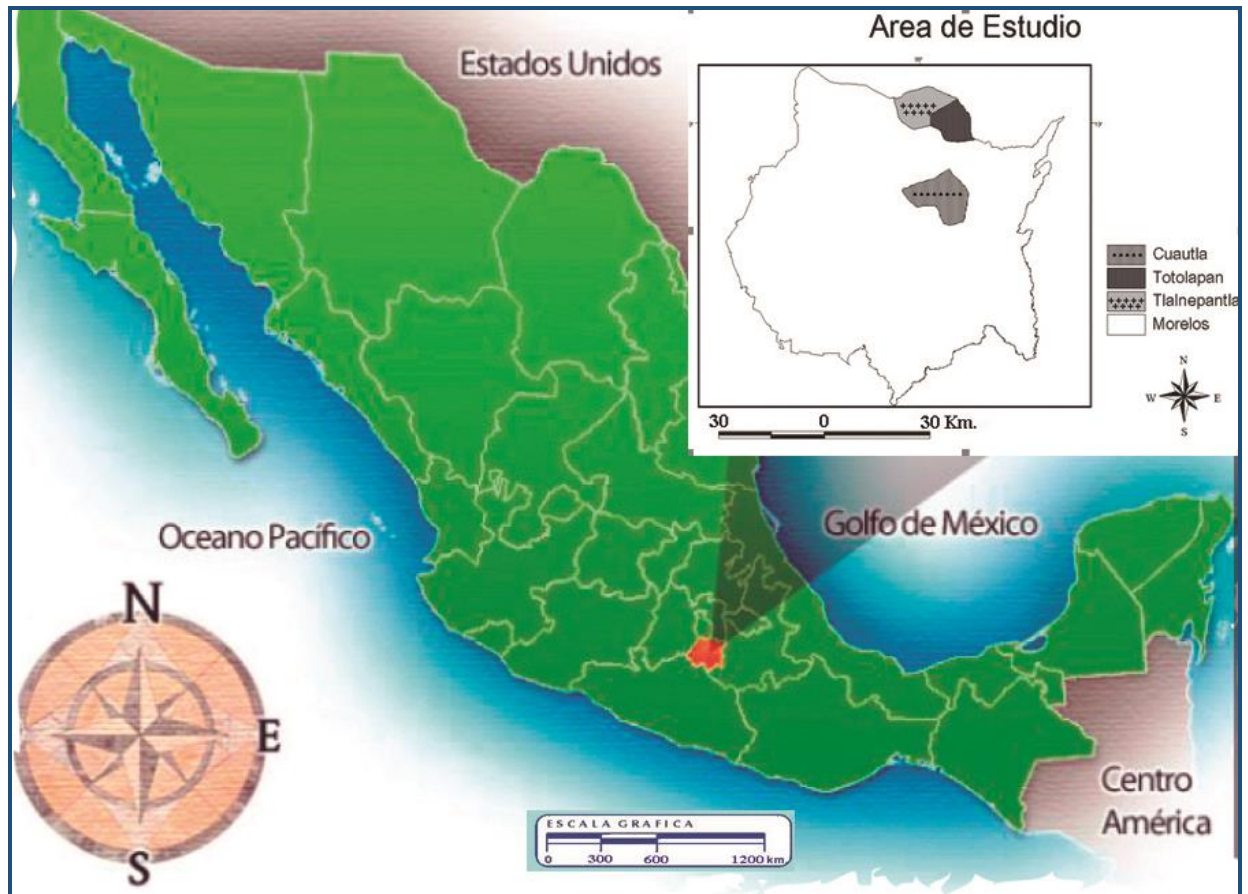 Area de Estudio
Estados Unidos
Cuautla
Totolapan
Tlalnepantla
Morelos
N
W E
S
30 0 30 Km.
Golfo de México
Oceano Pacífico
N
E
S
ESCALA GRAFICA
0 300 600 1200 km
Centro
América